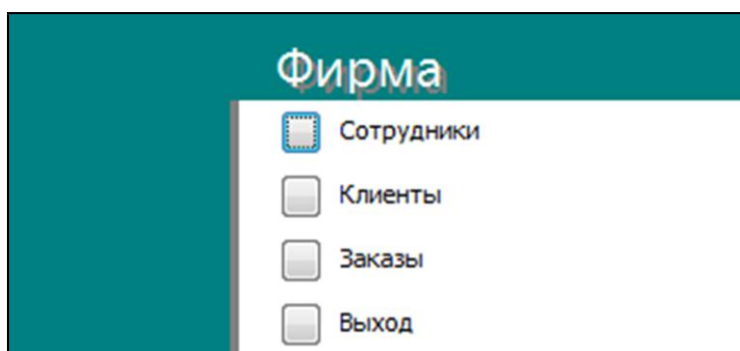 Фирма
Сотрудники
Клиенты
Заказы
Выход